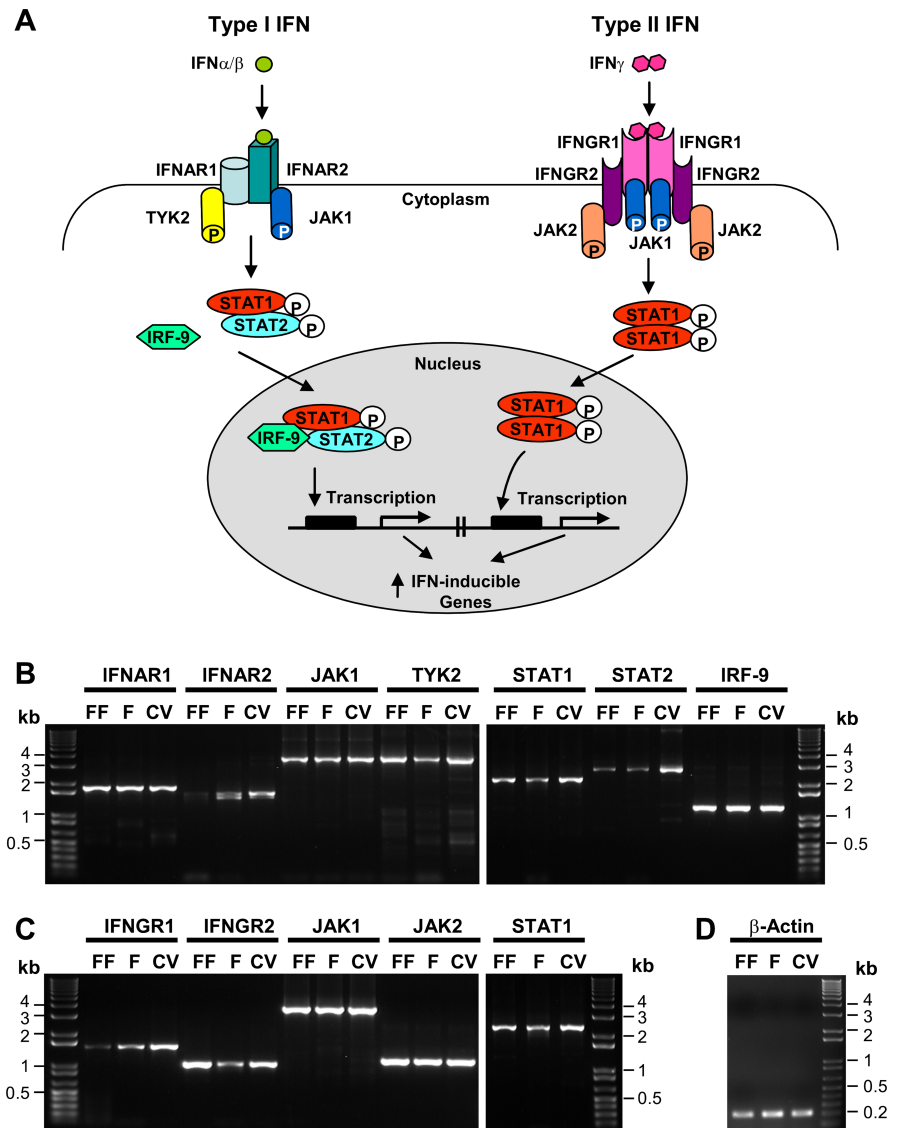 A
Type I IFN
Type II IFN
IFNα/β
IFNγ
IFNGR1
IFNGR1
IFNAR1
IFNAR2
IFNGR2
IFNGR2
Cytoplasm
TYK2
P
P
JAK1
JAK2
P
P
P
JAK1
P
JAK2
STAT1
P
STAT2
P
STAT1
P
STAT1
P
IRF-9
Nucleus
STAT1
P
IRF-9
STAT2
P
STAT1
P
STAT1
P
Transcription
Transcription
IFN-inducible
Genes
B
IFNAR1 IFNAR2 JAK1 TYK2 STAT1 STAT2 IRF-9
kb FF F CV FF F CV FF F CV FF F CV FF F CV FF F CV FF F CV kb
4 4
3 3
2 2
1 1
0.5 0.5
C
IFNGR1 IFNGR2 JAK1 JAK2 STAT1
kb FF F CV FF F CV FF F CV FF F CV FF F CV kb
4 4
3 3
2 2
1 1
0.5 0.5
D
β-Actin
FF F CV kb
4
3
2
1
0.5
0.2